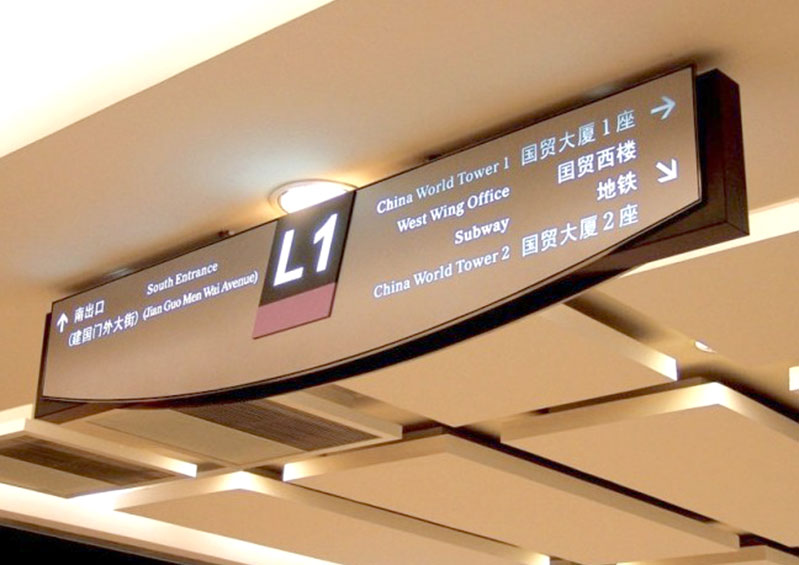 ↑ 南出口 South Entrance
(建国门外大街) (Jian Guo Men Wai Avenue)
L1
China World Tower 1 国贸大厦1座 →
West Wing Office 国贸西楼
Subway 地铁 ↘
China World Tower 2 国贸大厦2座